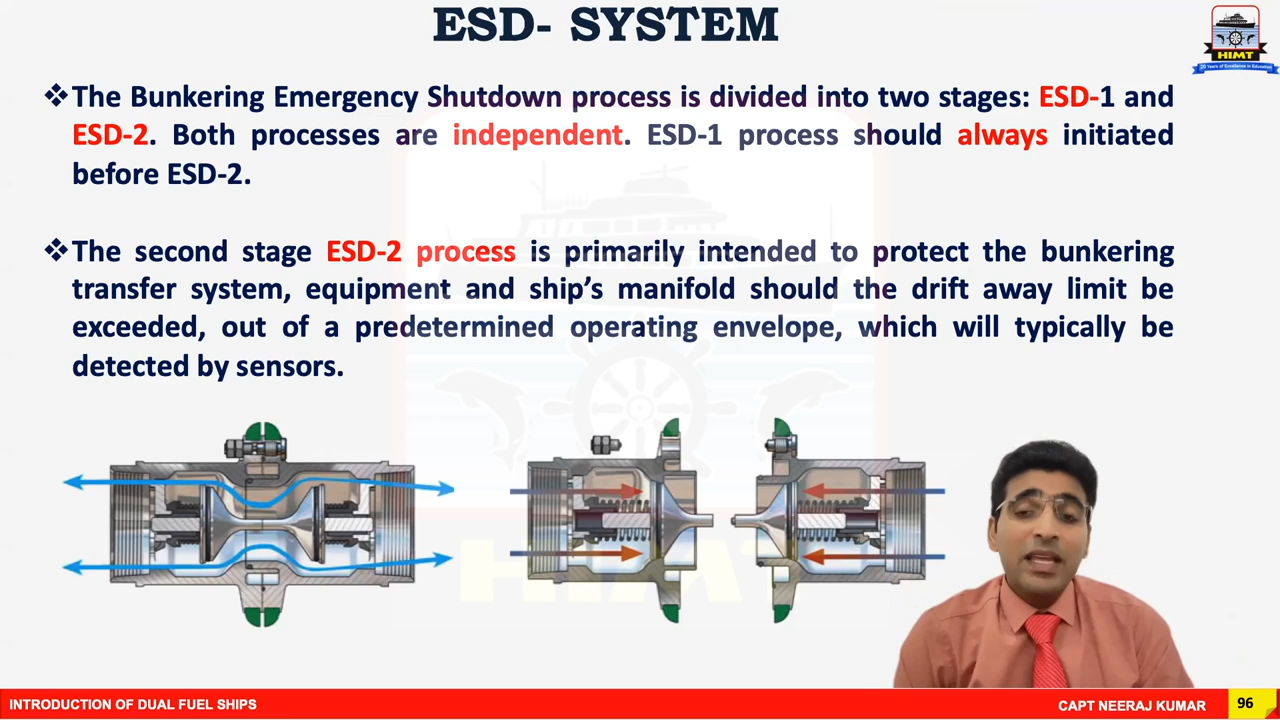 ESD- SYSTEM
HIMT
❖The Bunkering Emergency Shutdown process is divided into two stages: ESD-1 and
ESD-2. Both processes are independent. ESD-1 process should always initiated
before ESD-2.
❖The second stage ESD-2 process is primarily intended to protect the bunkering
transfer system, equipment and ship's manifold should the drift away limit be
exceeded, out of a predetermined operating envelope, which will typically be
detected by sensors.
HIMT
INTRODUCTION OF DUAL FUEL SHIPS
CAPT NEERAJ KUMAR
96